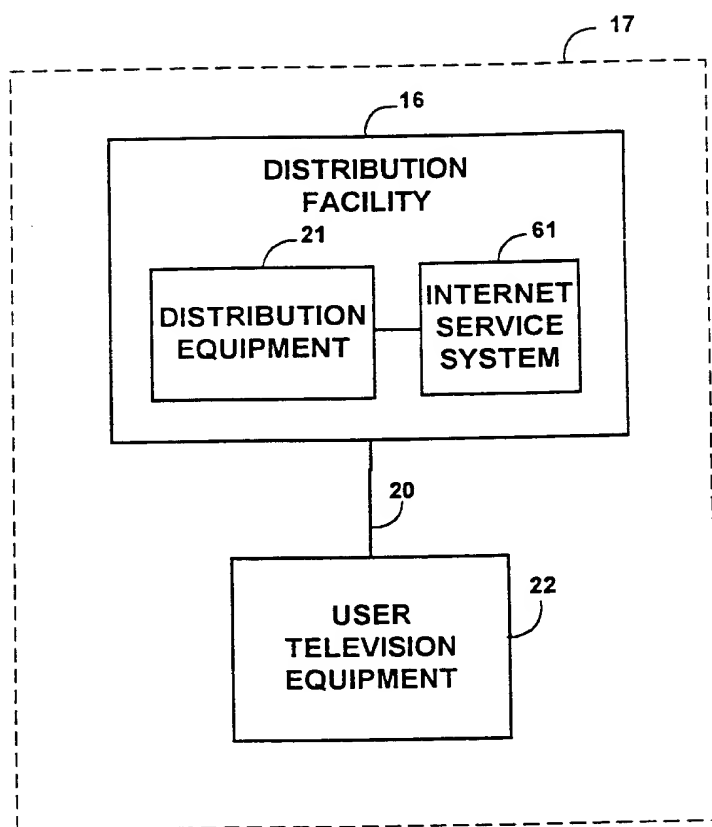 17
16
DISTRIBUTION
FACILITY
21
61
DISTRIBUTION
EQUIPMENT
INTERNET
SERVICE
SYSTEM
20
22
USER
TELEVISION
EQUIPMENT